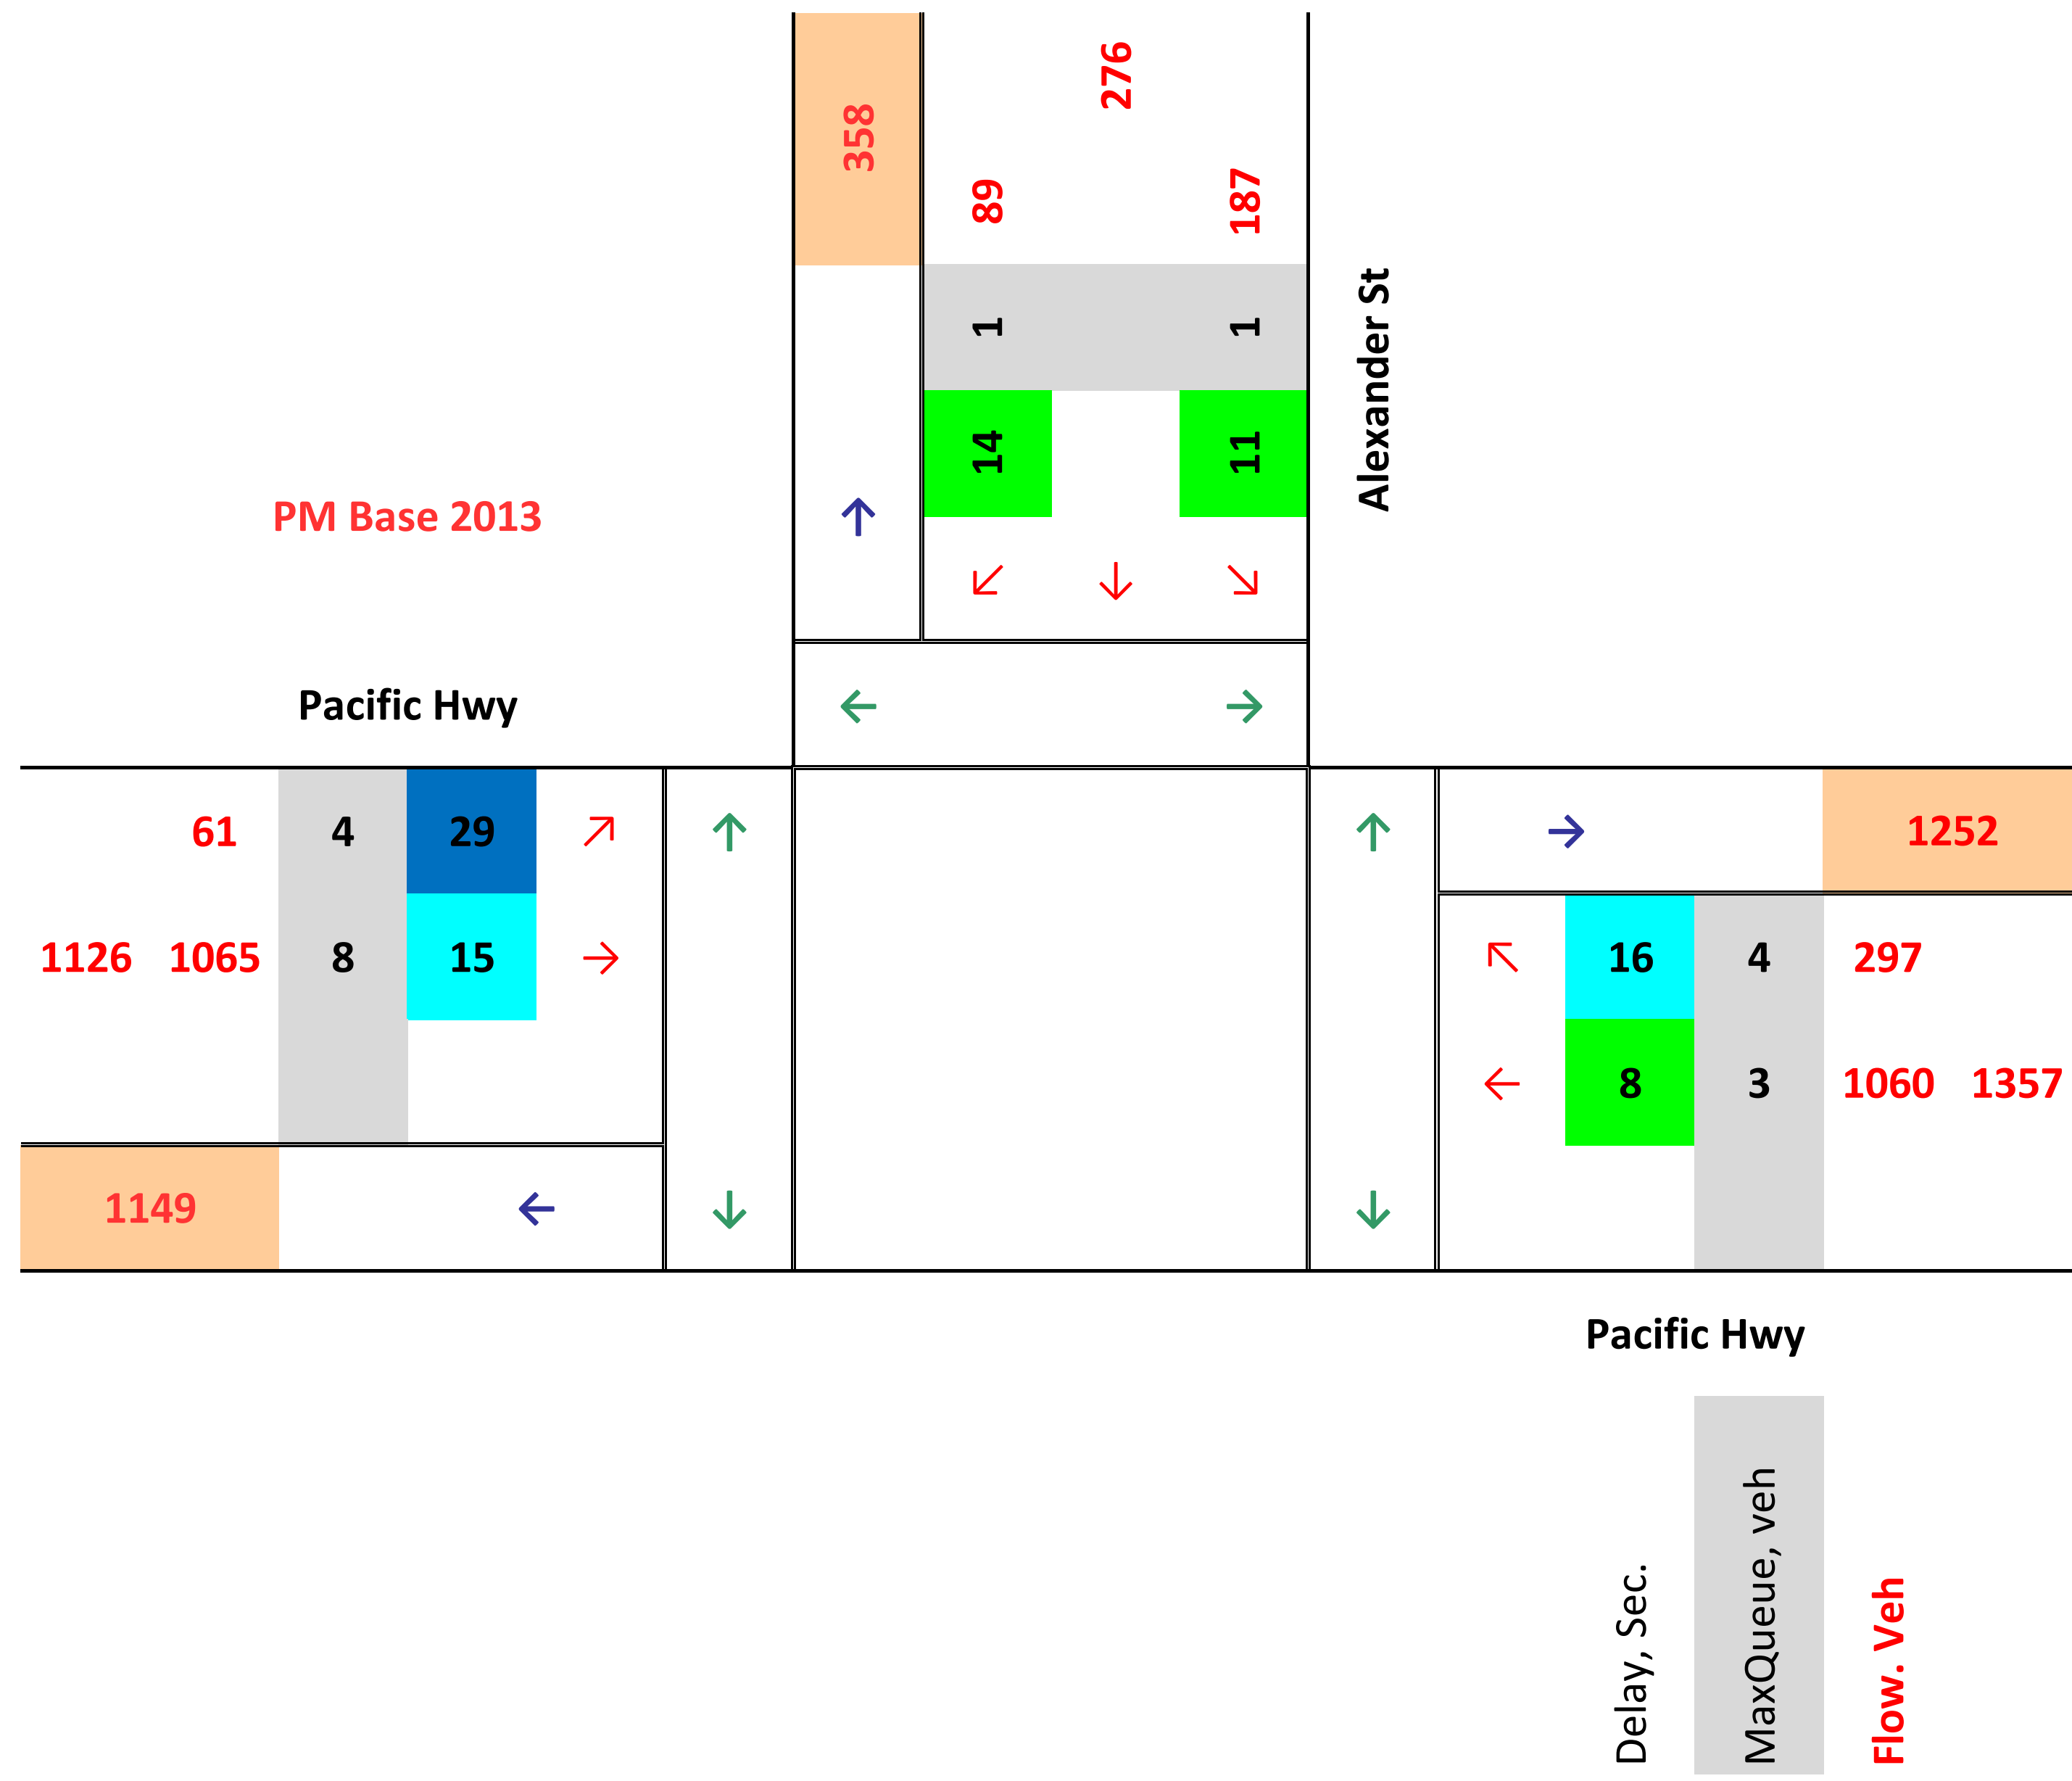 276
358
89
187
1
1
Alexander St
14
11
PM Base 2013
Pacific Hwy
61 4 29
1252
1126 1065 8 15
16 4 297
8 3 1060 1357
1149
Pacific Hwy
Delay, Sec.
MaxQueue, veh
Flow. Veh